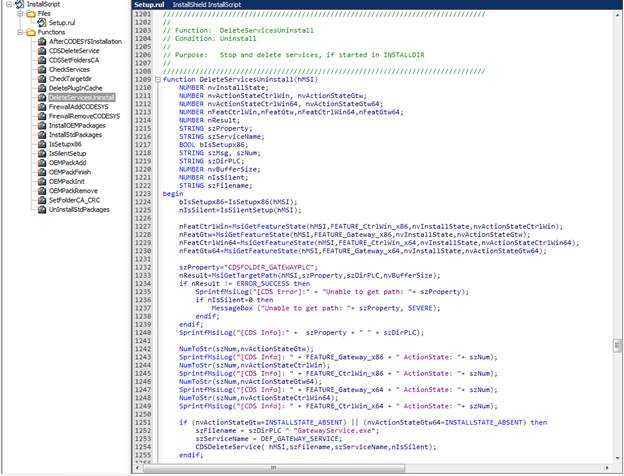 InstallScript
Files
Setup.rul
Functions
AfterCODESYSInstallation
CDSDeleteService
CDSSetFoldersCA
CheckServices
CheckTargetdir
DeletePlugInCache
DeleteServicesUninstall
FirewallAddCODESYS
FirewallRemoveCODESYS
InstallOEMPackages
InstallStdPackages
IsSetupx86
IsSilentSetup
OEMPackAdd
OEMPackFinish
OEMPackInit
OEMPackRemove
SetFolderCA_CRC
UnInstallStdPackages
Setup.rul InstallShield InstallScript
1201 ////////////////////////////////////////////////////////////////////////////////
1202 //
1203 // Function: DeleteServicesUninstall
1204 // Condition: Uninstall
1205 //
1206 // Purpose: Stop and delete services, if started in INSTALLDIR
1207 //
1208 ////////////////////////////////////////////////////////////////////////////////
1209 function DeleteServicesUninstall(hMSI)
1210 NUMBER nvInstallState;
1211 NUMBER nvActionStateCtrlWin, nvActionStateGtw;
1212 NUMBER nvActionStateCtrlWin64, nvActionStateGtw64;
1213 NUMBER nFeatCtrlWin,nFeatGtw,nFeatCtrlWin64,nFeatGtw64;
1214 NUMBER nResult;
1215 STRING szProperty;
1216 STRING szServiceName;
1217 BOOL bIsSetupx86;
1218 STRING szMsg, szNum;
1219 STRING szDirPLC;
1220 NUMBER nvBufferSize;
1221 NUMBER nIsSilent;
1222 STRING szFilename;
1223 begin
1224 bIsSetupx86=IsSetupx86(hMSI);
1225 nIsSilent=IsSilentSetup(hMSI);
1226
1227 nFeatCtrlWin=MsiGetFeatureState(hMSI,FEATURE_CtrlWin_x86,nvInstallState,nvActionStateCtrlWin);
1228 nFeatGtw=MsiGetFeatureState(hMSI,FEATURE_Gateway_x86,nvInstallState,nvActionStateGtw);
1229 nFeatCtrlWin64=MsiGetFeatureState(hMSI,FEATURE_CtrlWin_x64,nvInstallState,nvActionStateCtrlWin64);
1230 nFeatGtw64=MsiGetFeatureState(hMSI,FEATURE_Gateway_x64,nvInstallState,nvActionStateGtw64);
1231
1232 szProperty="CDSFOLDER_GATEWAYPLC";
1233 nResult=MsiGetTargetPath(hMSI,szProperty,szDirPLC,nvBufferSize);
1234 if nResult != ERROR_SUCCESS then
1235 SprintfMsiLog("[CDS Error]:" + "Unable to get path: "+ szProperty);
1236 if nIsSilent=0 then
1237 MessageBox ("Unable to get path: "+ szProperty, SEVERE);
1238 endif;
1239 endif;
1240 SprintfMsiLog("[CDS Info]:" + szProperty + " " + szDirPLC);
1241
1242 NumToStr(szNum,nvActionStateGtw);
1243 SprintfMsiLog("[CDS Info]: " + FEATURE_Gateway_x86 + " ActionState: "+ szNum);
1244 NumToStr(szNum,nvActionStateCtrlWin);
1245 SprintfMsiLog("[CDS Info]: " + FEATURE_CtrlWin_x86 + " ActionState: "+ szNum);
1246 NumToStr(szNum,nvActionStateGtw64);
1247 SprintfMsiLog("[CDS Info]: " + FEATURE_Gateway_x64 + " ActionState: "+ szNum);
1248 NumToStr(szNum,nvActionStateCtrlWin64);
1249 SprintfMsiLog("[CDS Info]: " + FEATURE_CtrlWin_x64 + " ActionState: "+ szNum);
1250
1251 if (nvActionStateGtw=INSTALLSTATE_ABSENT) || (nvActionStateGtw64=INSTALLSTATE_ABSENT) then
1252 szFilename = szDirPLC ^ "GatewayService.exe";
1253 szServiceName = DEF_GATEWAY_SERVICE;
1254 CDSDeleteService( hMSI,szFilename,szServiceName,nIsSilent);
1255 endif;